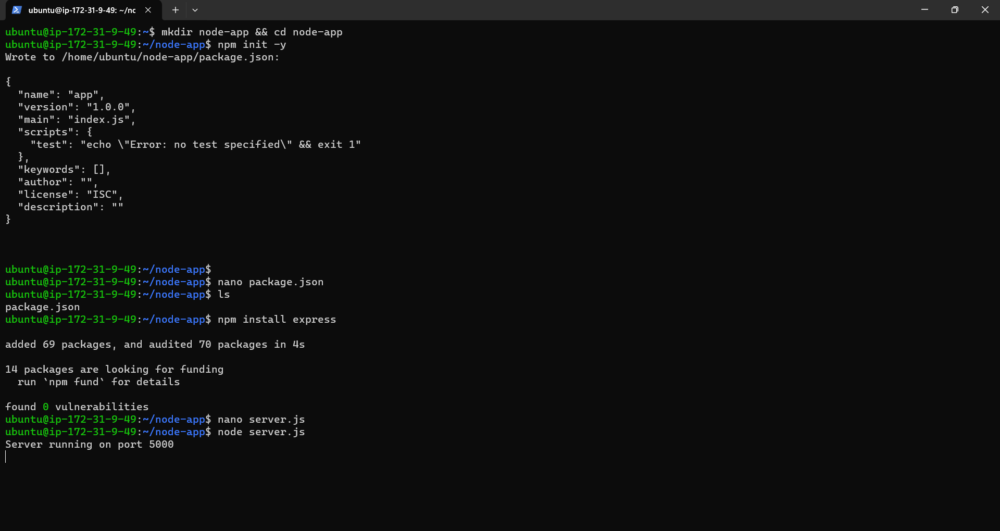 ubuntu@ip-172-31-9-49: ~/nc
ubuntu@ip-172-31-9-49:~$ mkdir node-app && cd node-app
ubuntu@ip-172-31-9-49:~/node-app$ npm init -y
Wrote to /home/ubuntu/node-app/package.json:
{
  "name": "app",
  "version": "1.0.0",
  "main": "index.js",
  "scripts": {
    "test": "echo \"Error: no test specified\" && exit 1"
  },
  "keywords": [],
  "author": "",
  "license": "ISC",
  "description": ""
}
ubuntu@ip-172-31-9-49:~/node-app$
ubuntu@ip-172-31-9-49:~/node-app$ nano package.json
ubuntu@ip-172-31-9-49:~/node-app$ ls
package.json
ubuntu@ip-172-31-9-49:~/node-app$ npm install express
added 69 packages, and audited 70 packages in 4s
14 packages are looking for funding
  run `npm fund` for details
found 0 vulnerabilities
ubuntu@ip-172-31-9-49:~/node-app$ nano server.js
ubuntu@ip-172-31-9-49:~/node-app$ node server.js
Server running on port 5000